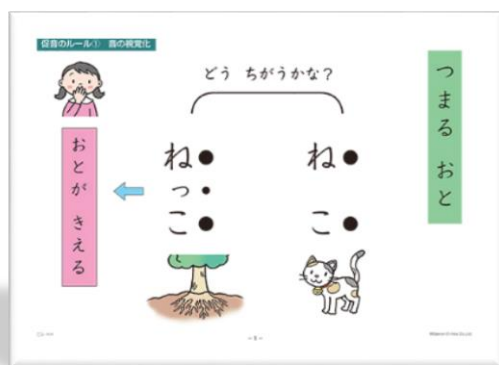 促音のルール① 音の視覚化
つまる おと
どう ちがうかな？
ねこ
ねっこ
おとが きえる
－1－